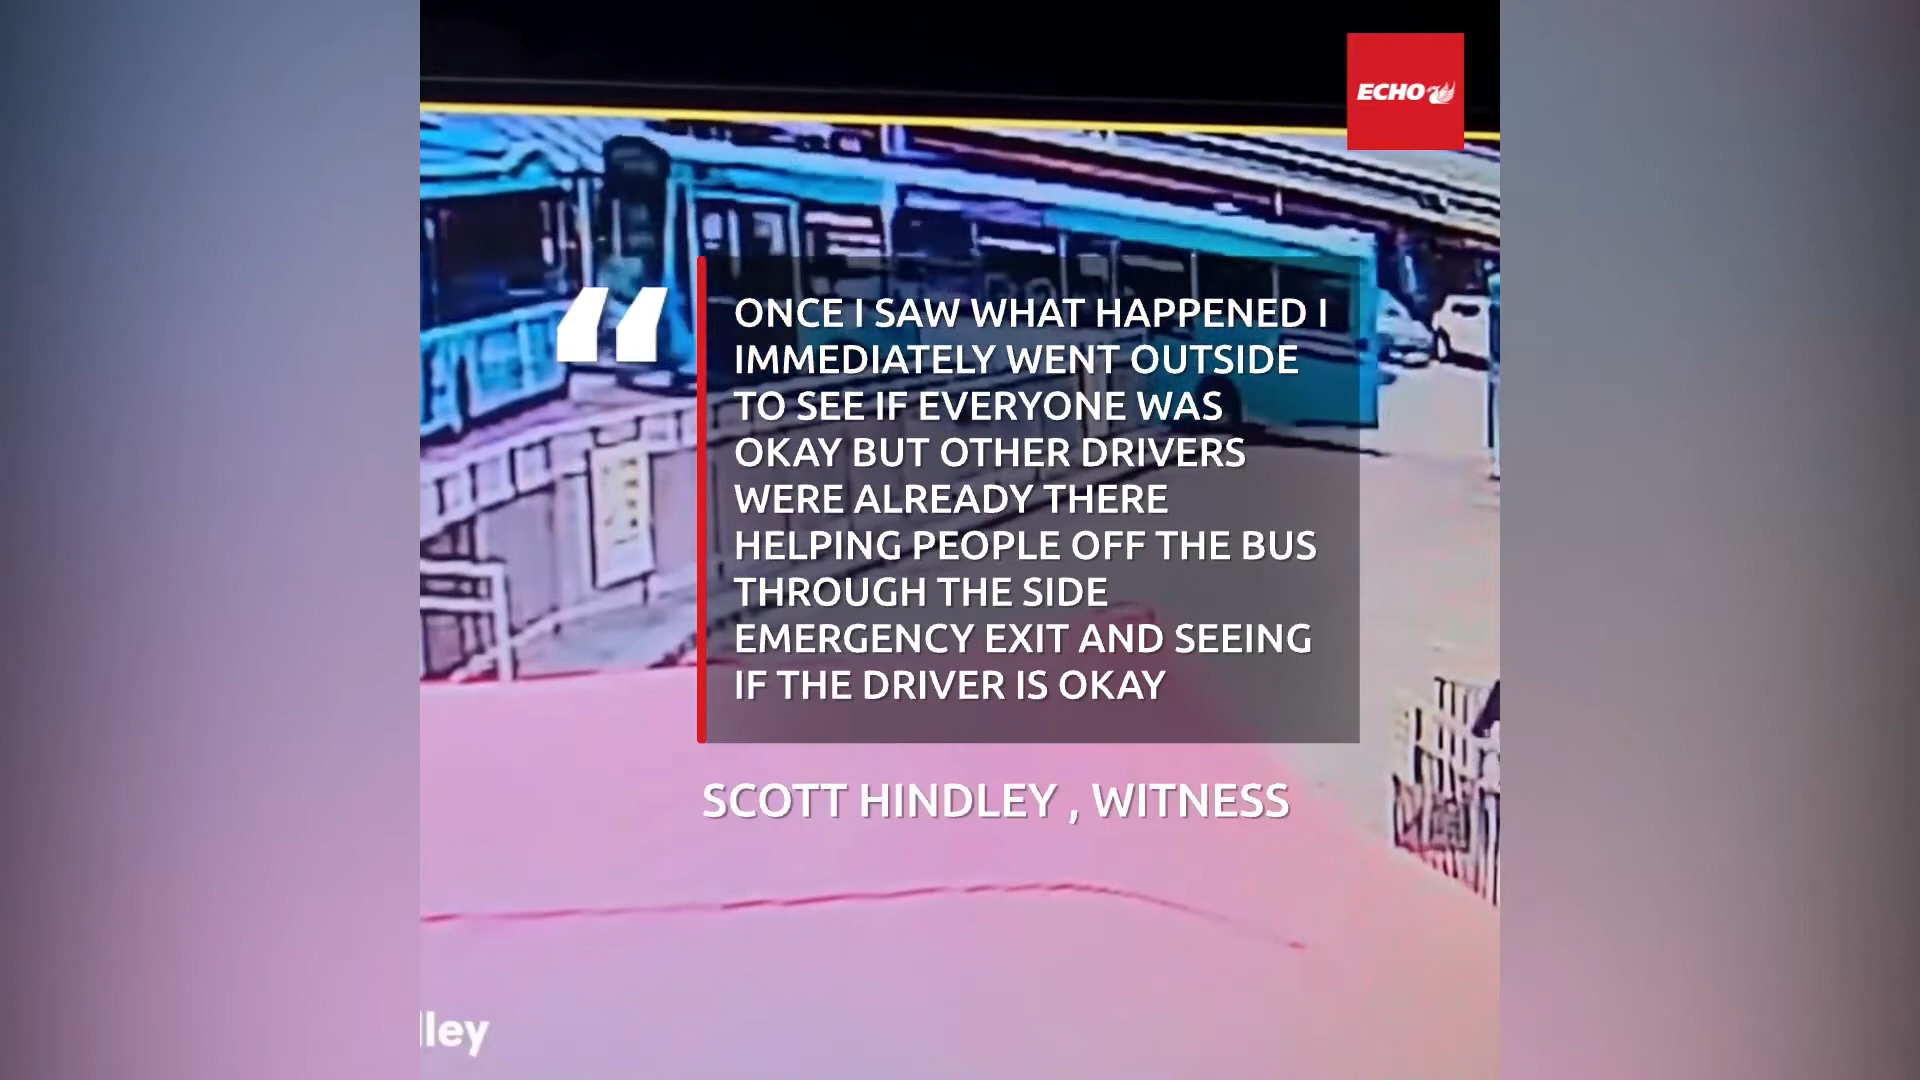 ECHO
ONCE I SAW WHAT HAPPENED I
IMMEDIATELY WENT OUTSIDE
TO SEE IF EVERYONE WAS
OKAY BUT OTHER DRIVERS
WERE ALREADY THERE
HELPING PEOPLE OFF THE BUS
THROUGH THE SIDE
EMERGENCY EXIT AND SEEING
IF THE DRIVER IS OKAY
SCOTT HINDLEY , WITNESS
lley